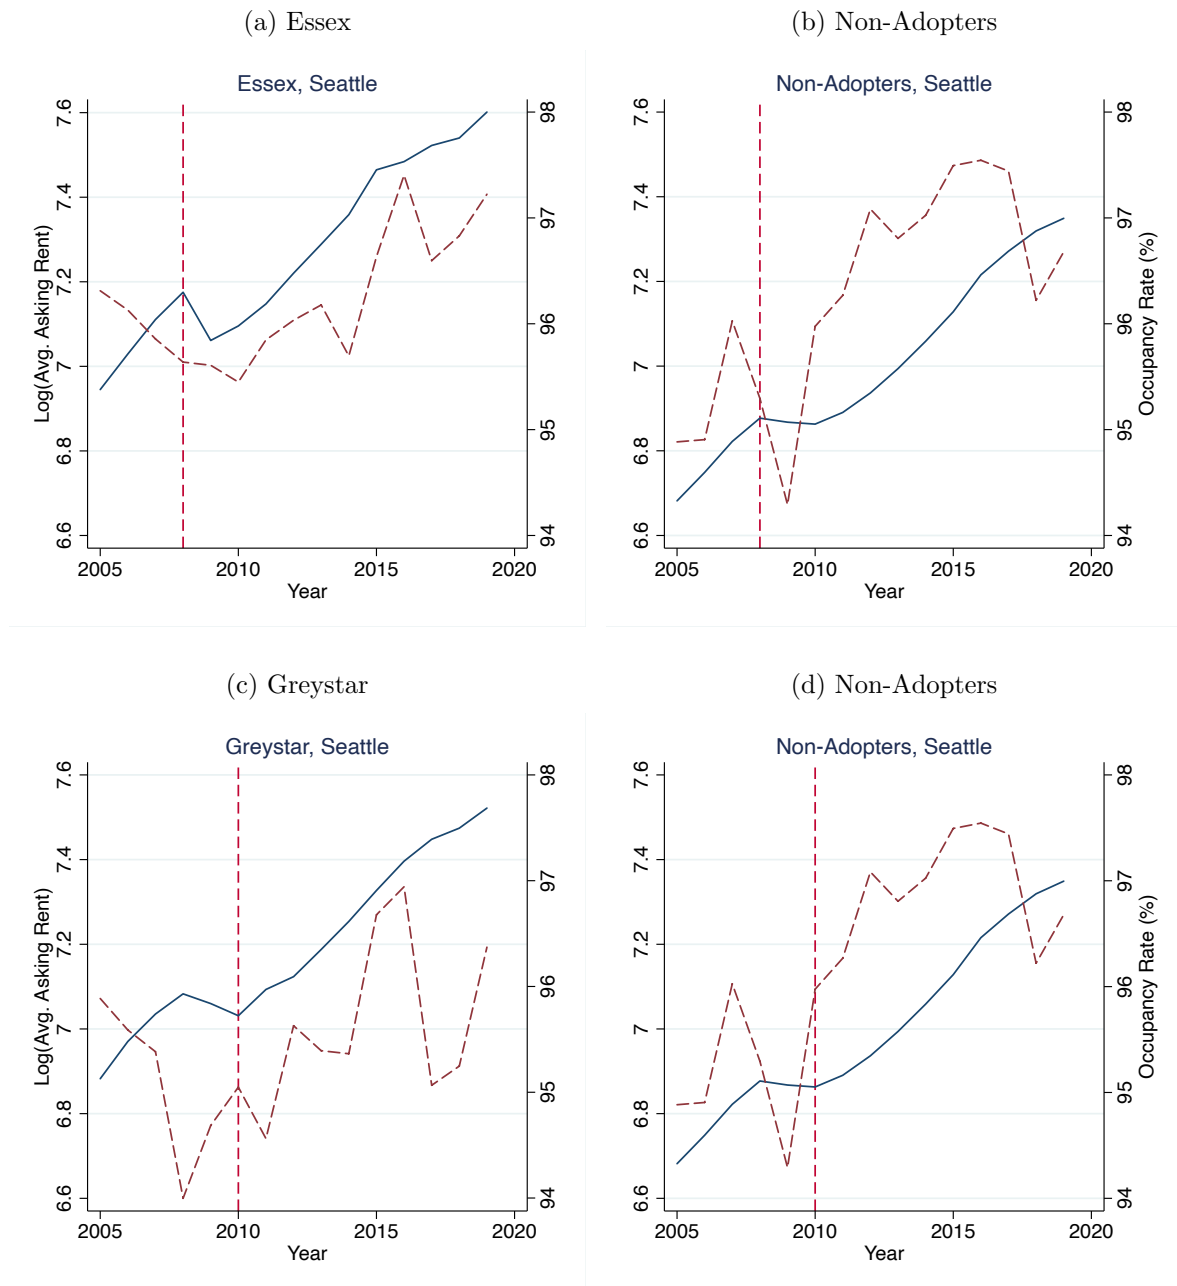 (a) Essex
Essex, Seattle
Log(Avg. Asking Rent)
7.6
7.4
7.2
7
6.8
6.6
98
97
96
95
94
2005 2010 2015 2020
Year
(b) Non-Adopters
Non-Adopters, Seattle
7.6
7.4
7.2
7
6.8
6.6
98
97
96
95
94
Occupancy Rate (%)
2005 2010 2015 2020
Year
(c) Greystar
Greystar, Seattle
Log(Avg. Asking Rent)
7.6
7.4
7.2
7
6.8
6.6
98
97
96
95
94
2005 2010 2015 2020
Year
(d) Non-Adopters
Non-Adopters, Seattle
7.6
7.4
7.2
7
6.8
6.6
98
97
96
95
94
Occupancy Rate (%)
2005 2010 2015 2020
Year